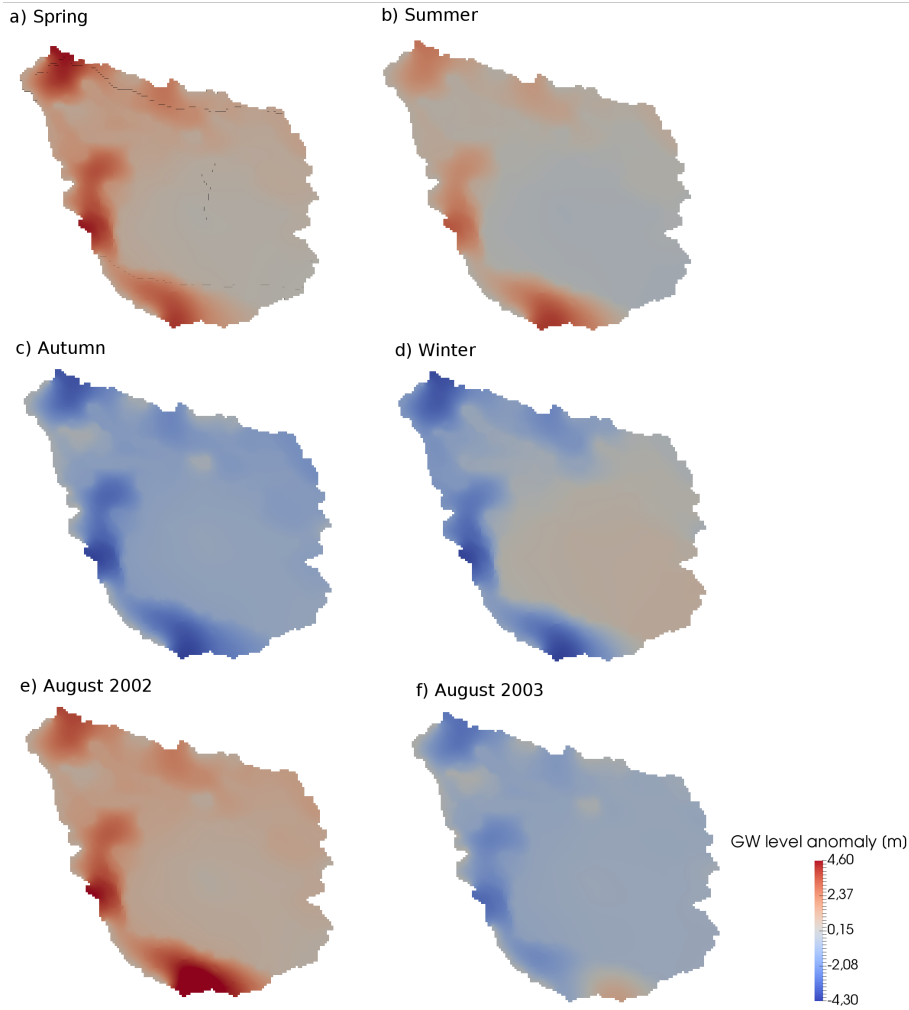 a) Spring
b) Summer
c) Autumn
d) Winter
e) August 2002
f) August 2003
GW level anomaly (m)
4,60
2,37
0,15
-2,08
-4,30